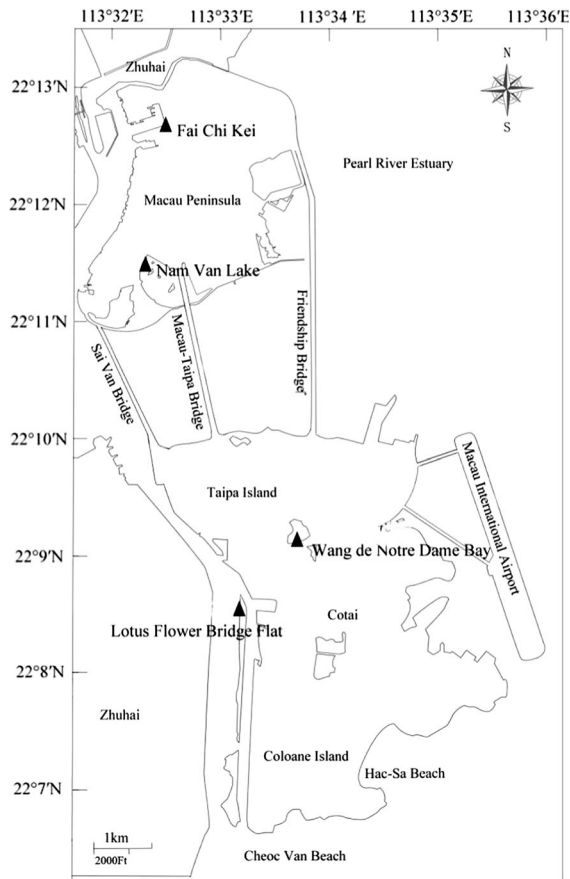 113°32'E 113°33'E 113°34'E 113°35'E 113°36'E
Zhuhai
N
22°13'N
S
Fai Chi Kei
Pearl River Estuary
22°12'N
Macau Peninsula
Nam Van Lake
22°11'N
Friendship Bridge
Macau-Taipa Bridge
Sai Van Bridge
22°10'N
Macau International Airport
Taipa Island
22°9'N
Wang de Notre Dame Bay
Cotai
Lotus Flower Bridge Flat
22°8'N
Zhuhai
Coloane Island
Hac-Sa Beach
22°7'N
1km
2000Ft
Cheoc Van Beach